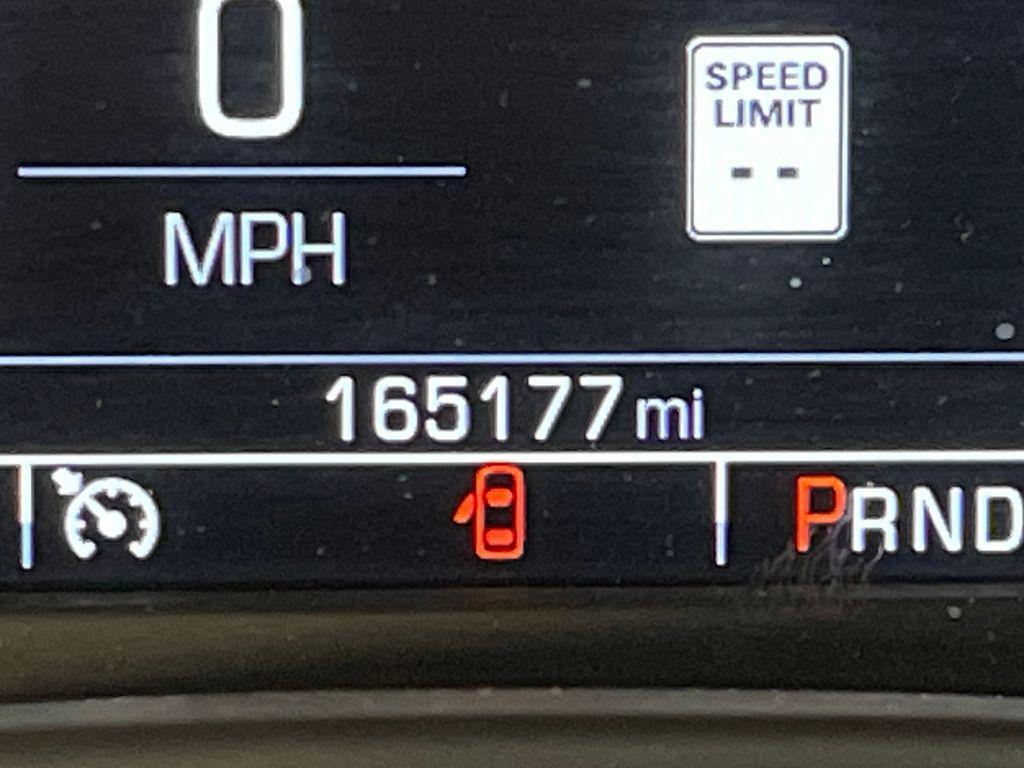 0
SPEED
LIMIT
--
MPH
165177 mi
PRND